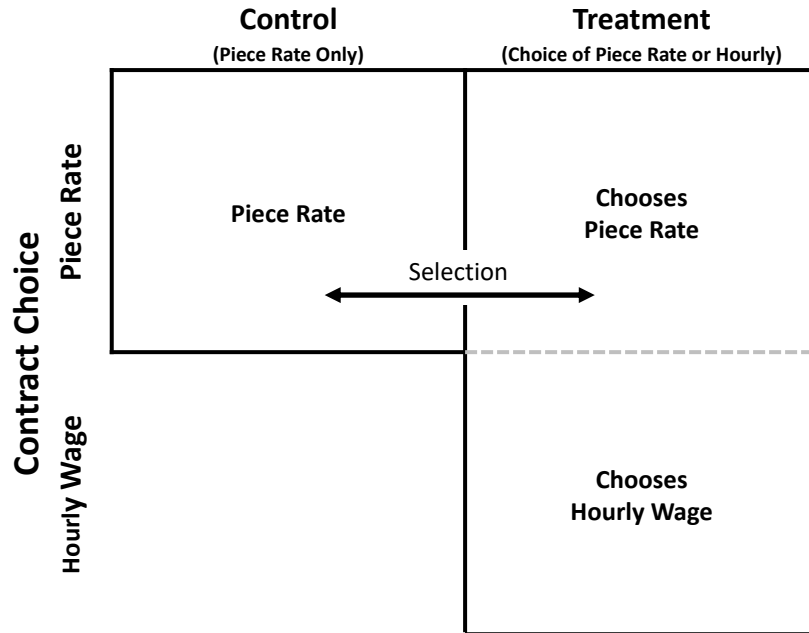 Control
Treatment
(Piece Rate Only)
(Choice of Piece Rate or Hourly)
Contract Choice
Piece Rate
Piece Rate
Chooses
Piece Rate
Selection
Hourly Wage
Chooses
Hourly Wage